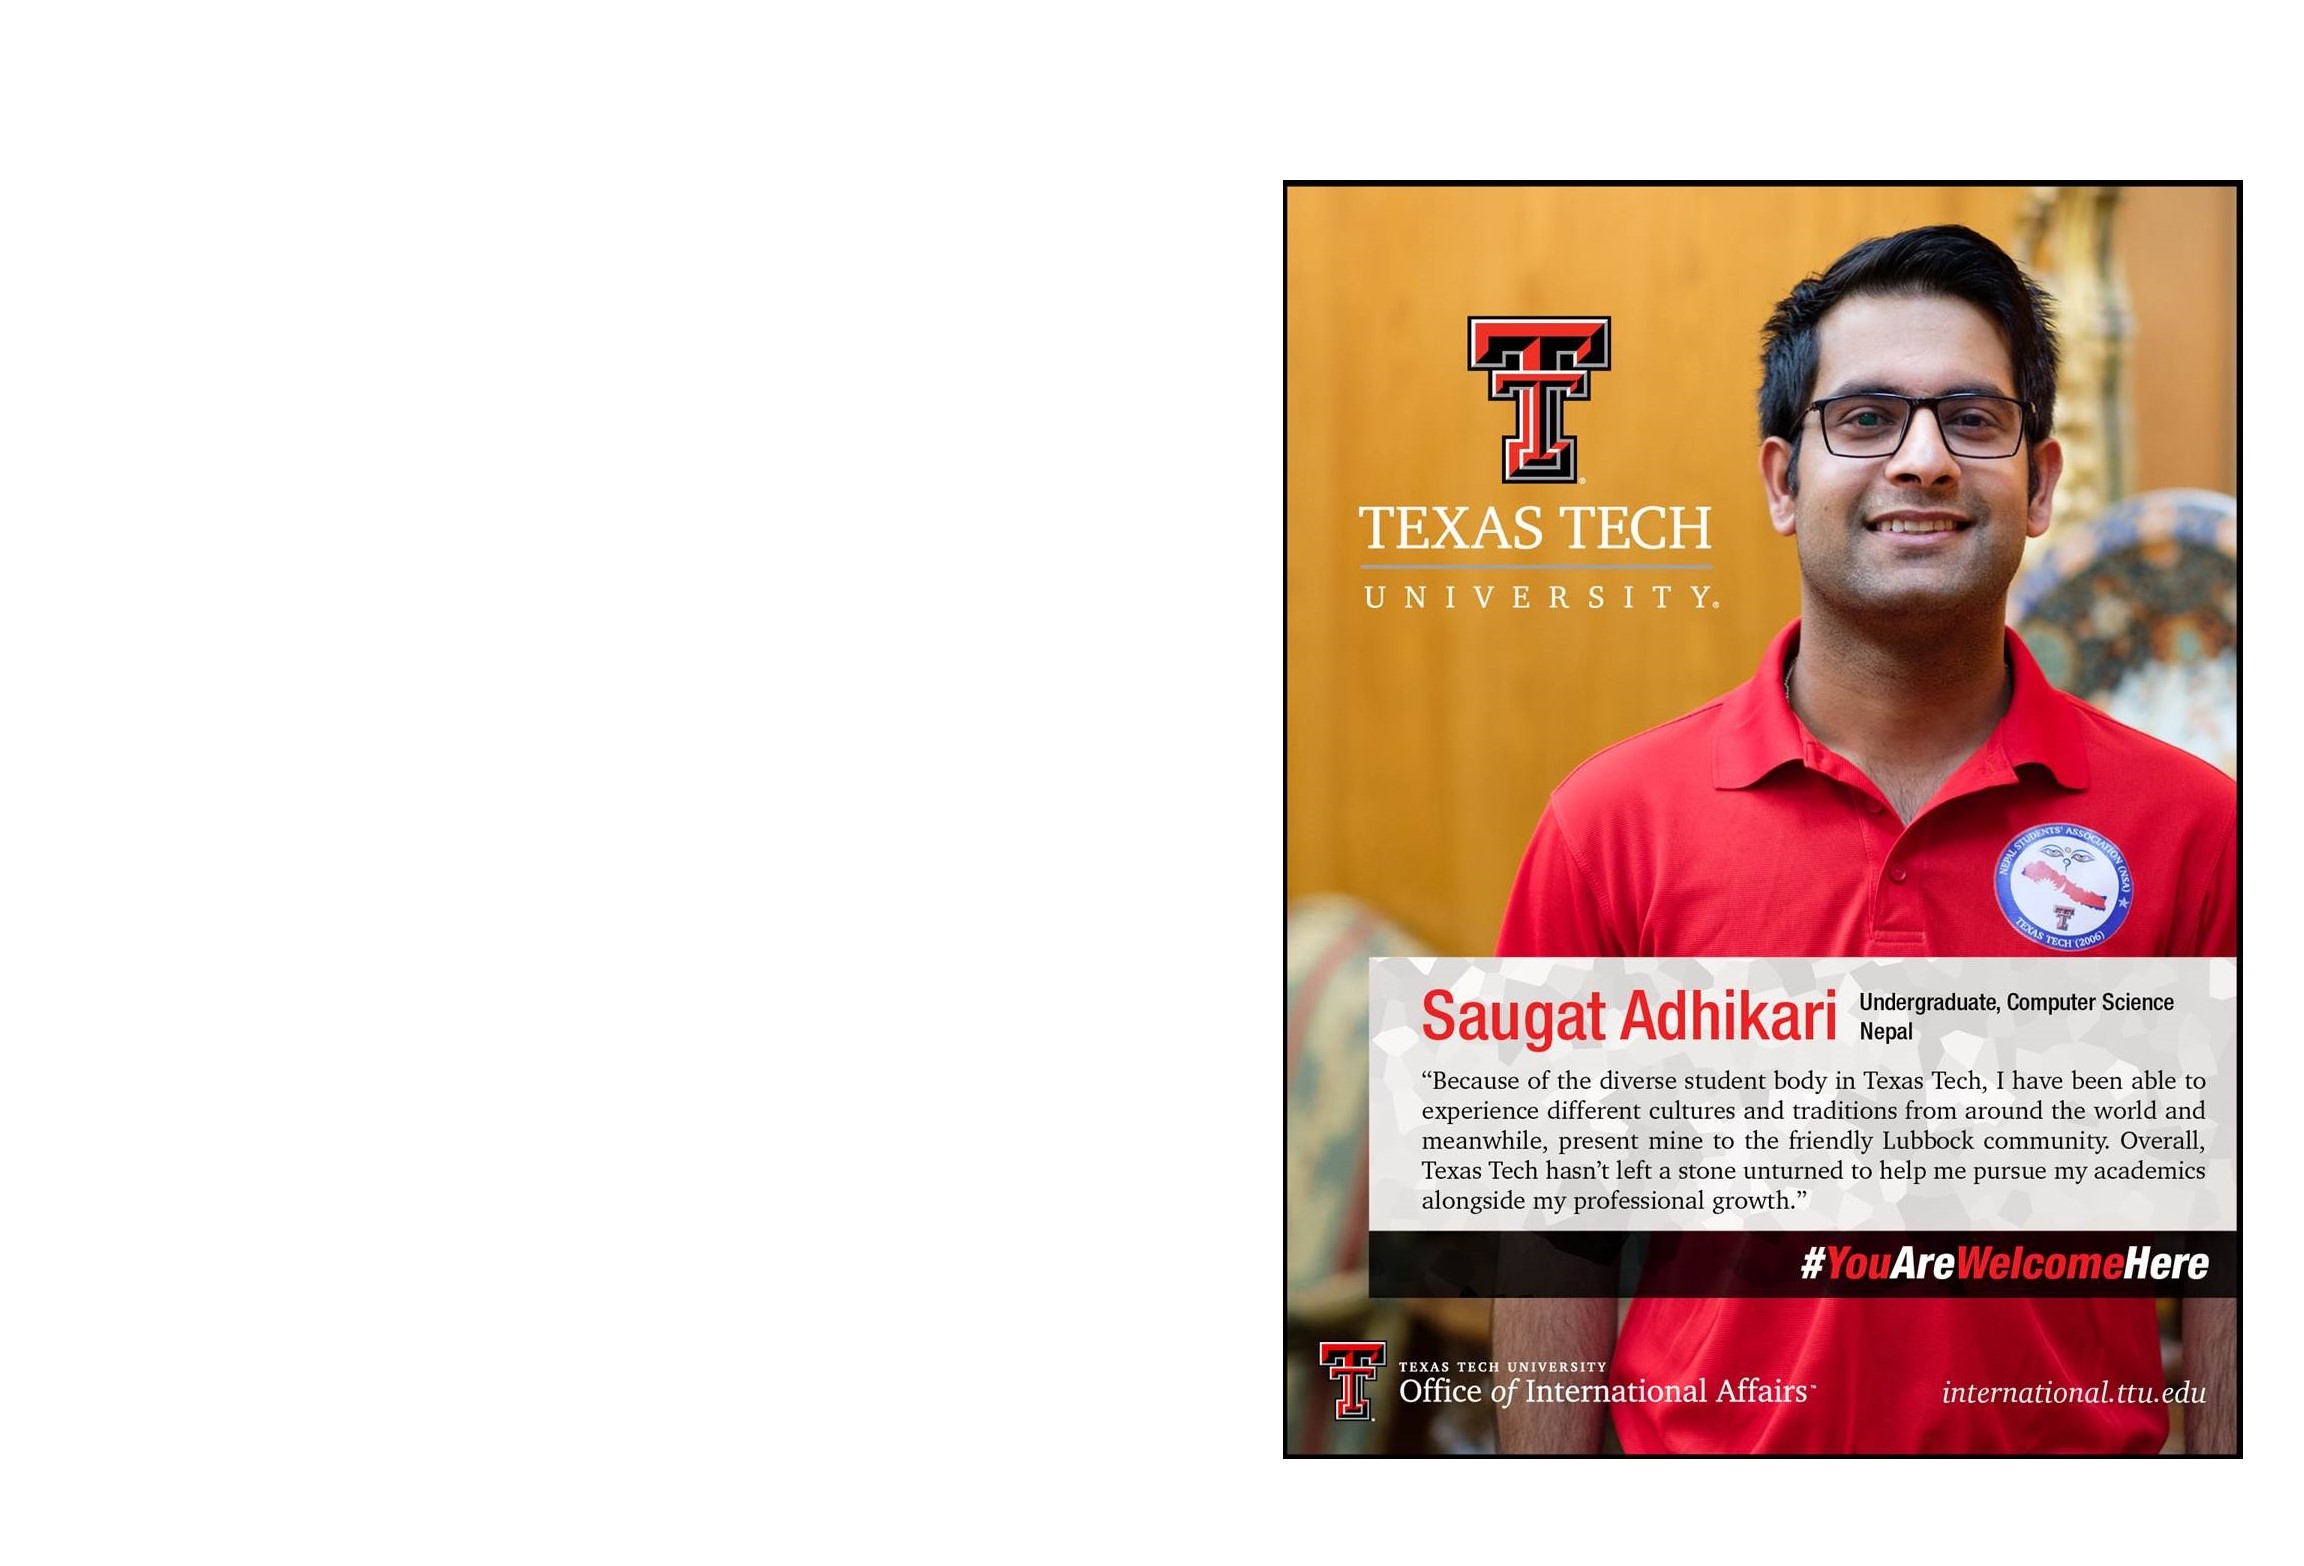 TEXAS TECH
UNIVERSITY®
NEPAL STUDENTS' ASSOCIATION (NSA)
TEXAS TECH (2006)
Saugat Adhikari
Undergraduate, Computer Science
Nepal
“Because of the diverse student body in Texas Tech, I have been able to
experience different cultures and traditions from around the world and
meanwhile, present mine to the friendly Lubbock community. Overall,
Texas Tech hasn’t left a stone unturned to help me pursue my academics
alongside my professional growth.”
#YouAreWelcomeHere
TEXAS TECH UNIVERSITY
Office of International Affairs™
international.ttu.edu